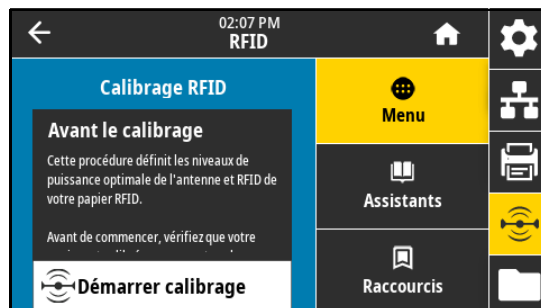 02:07 PM
RFID
Calibrage RFID
Avant le calibrage
Cette procédure définit les niveaux de
puissance optimale de l'antenne et RFID de
votre papier RFID.
Avant de commencer, vérifiez que votre
Démarrer calibrage
Menu
Assistants
Raccourcis